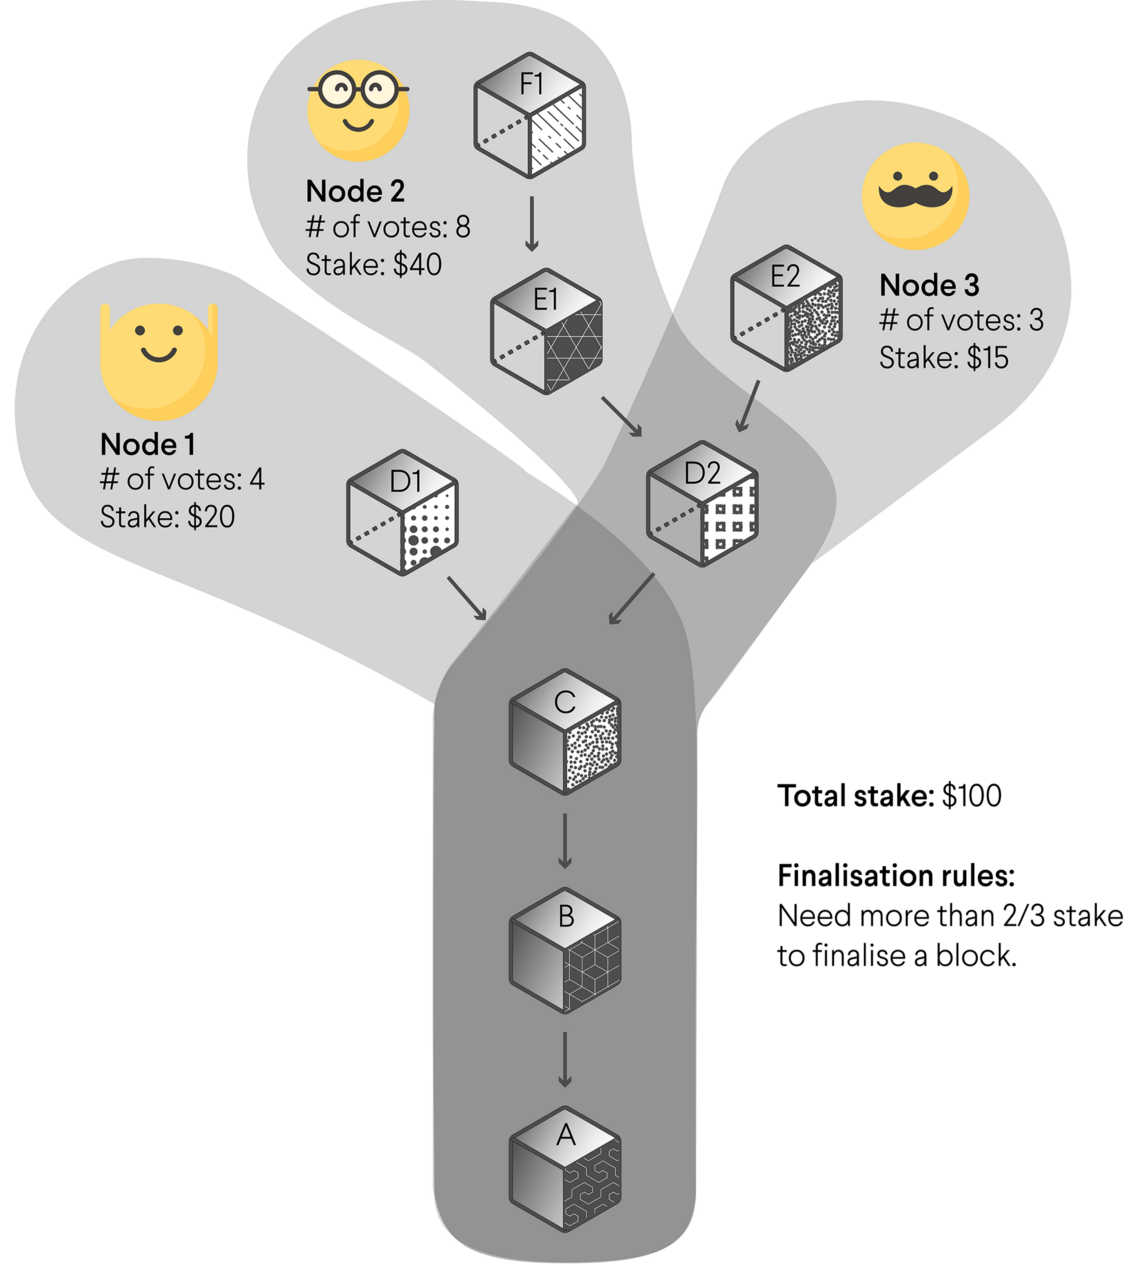 F1
Node 2
# of votes: 8
Stake: $40
E1
E2
Node 3
# of votes: 3
Stake: $15
Node 1
# of votes: 4
Stake: $20
D1
D2
C
Total stake: $100
Finalisation rules:
Need more than 2/3 stake
to finalise a block.
B
A